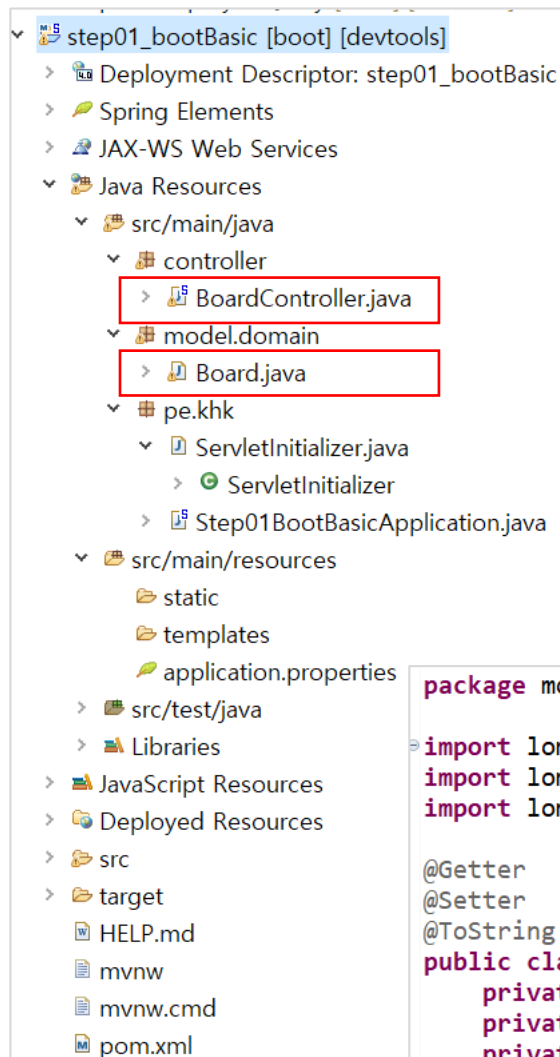 step01_bootBasic [boot] [devtools]
Deployment Descriptor: step01_bootBasic
Spring Elements
JAX-WS Web Services
Java Resources
src/main/java
controller
BoardController.java
model.domain
Board.java
pe.khk
ServletInitializer.java
ServletInitializer
Step01BootBasicApplication.java
src/main/resources
static
templates
application.properties
src/test/java
Libraries
JavaScript Resources
Deployed Resources
src
target
HELP.md
mvnw
mvnw.cmd
pom.xml
package
import
import
import
@Getter
@Setter
@ToString
public